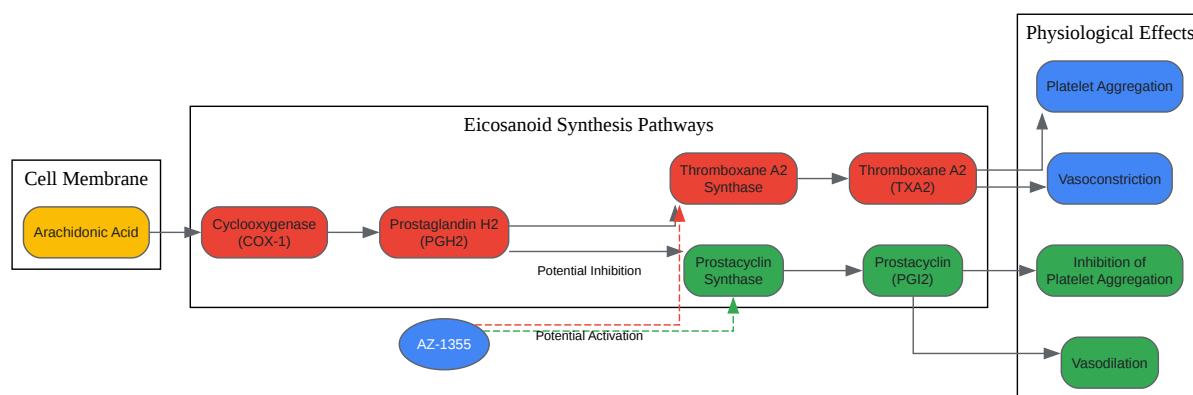 Physiological Effects
Platelet Aggregation
Eicosanoid Synthesis Pathways
Cell Membrane
Thromboxane A2
Synthase
Thromboxane A2
(TXA2)
Vasoconstriction
Arachidonic Acid
Cyclooxygenase
(COX-1)
Prostaglandin H2
(PGH2)
Potential Inhibition
Prostacyclin
Synthase
Prostacyclin
(PGI2)
Inhibition of
Platelet Aggregation
AZ-1355
Potential Activation
Vasodilation